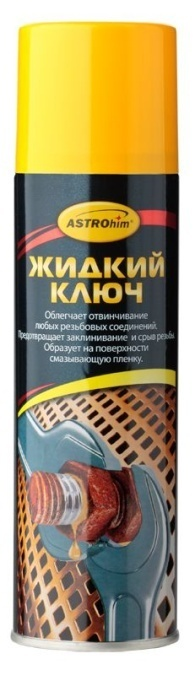 ASTROhim®
ЖИДКИЙ
КЛЮЧ
Облегчает отвинчивание
любых резьбовых соединений.
Предотвращает заклинивание и срыв резьбы.
Образует на поверхности
смазывающую пленку.